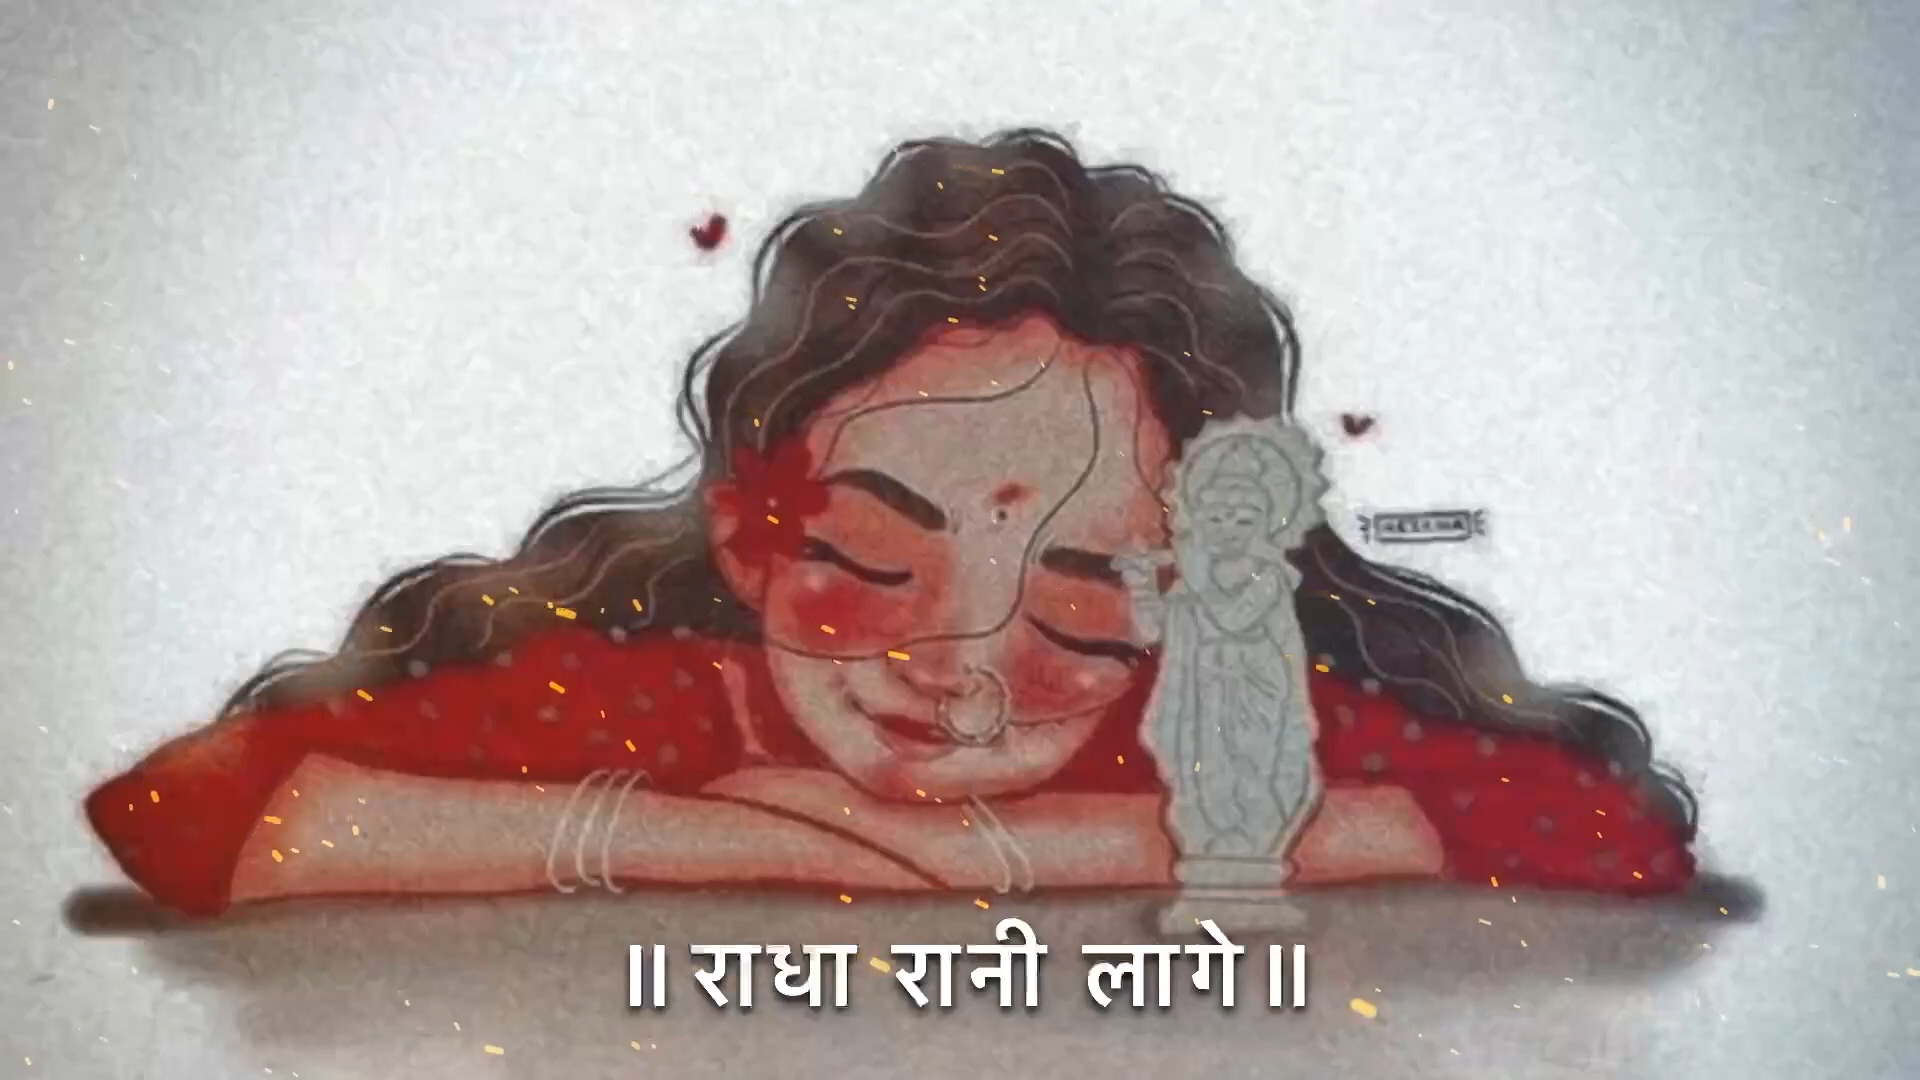 ॥ राधा रानी लागे ॥